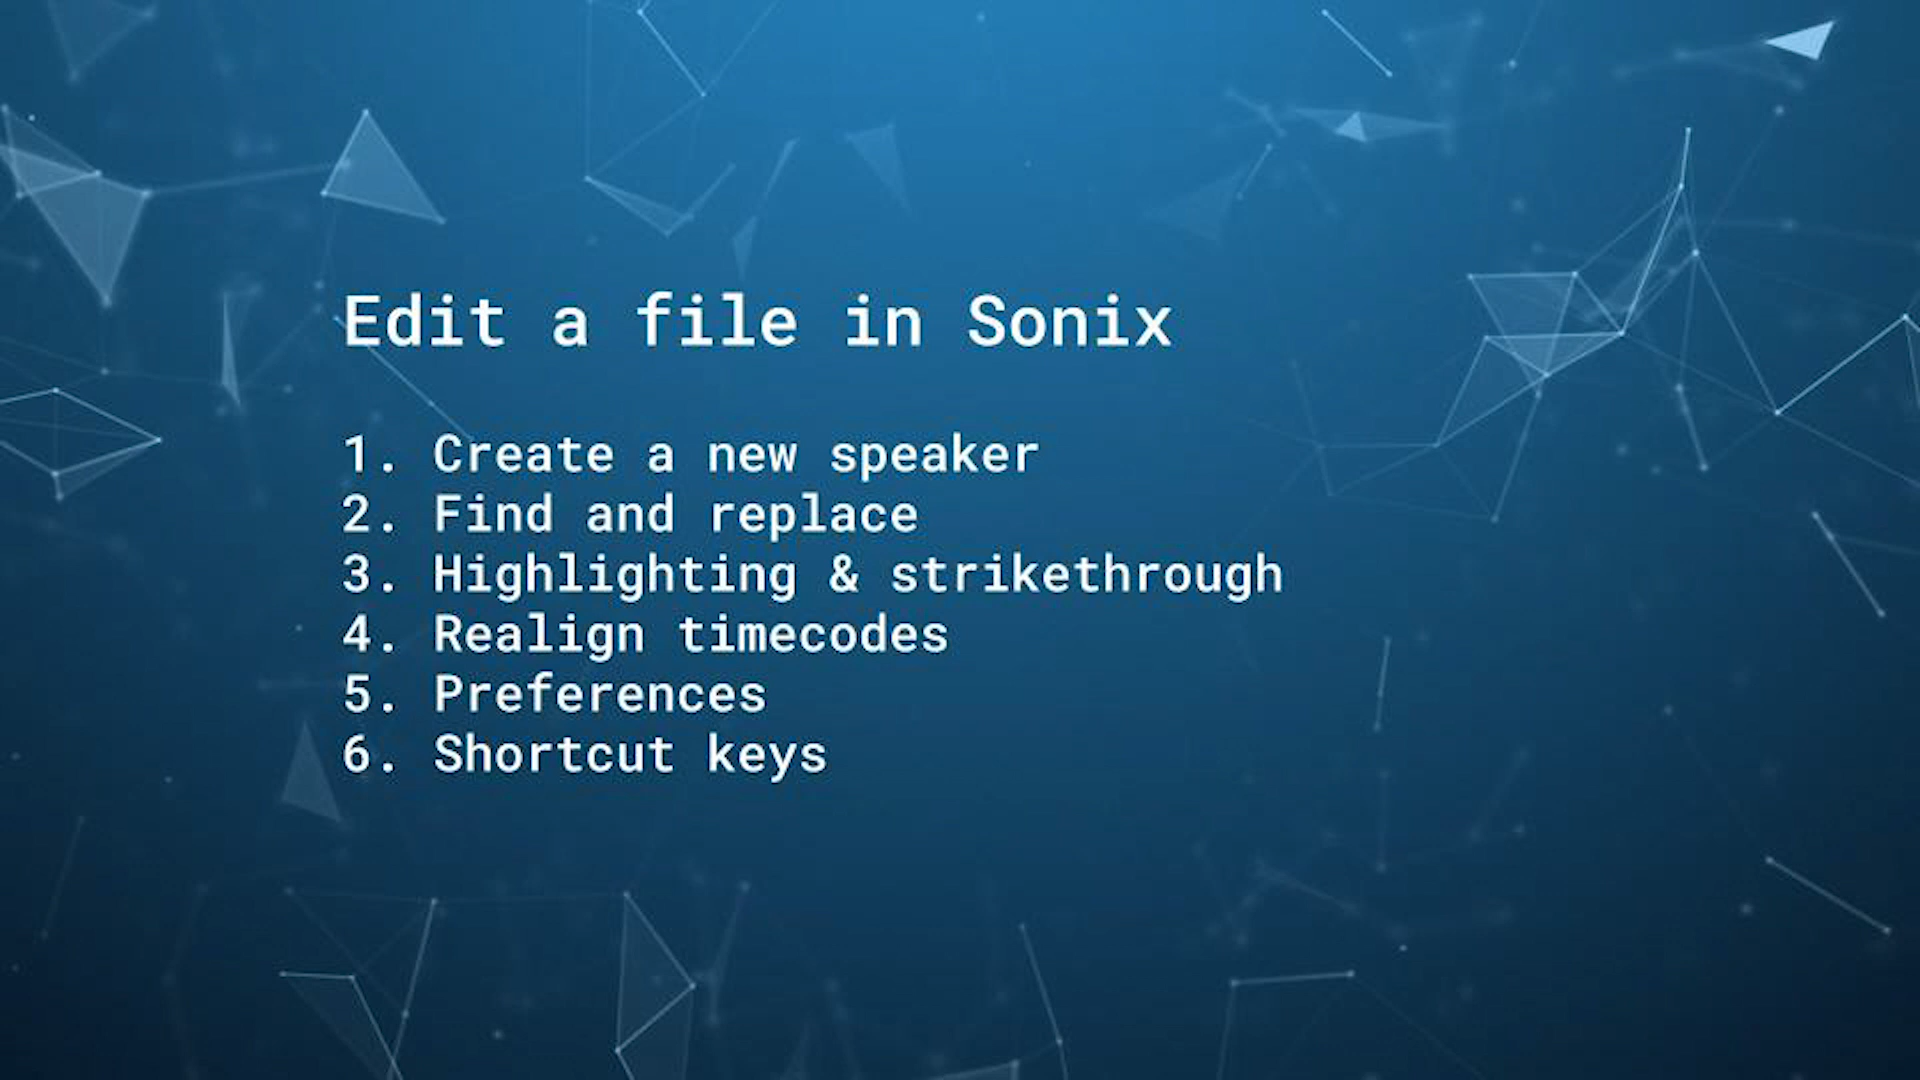 Edit a file in Sonix
1. Create a new speaker
2. Find and replace
3. Highlighting & strikethrough
4. Realign timecodes
5. Preferences
6. Shortcut keys